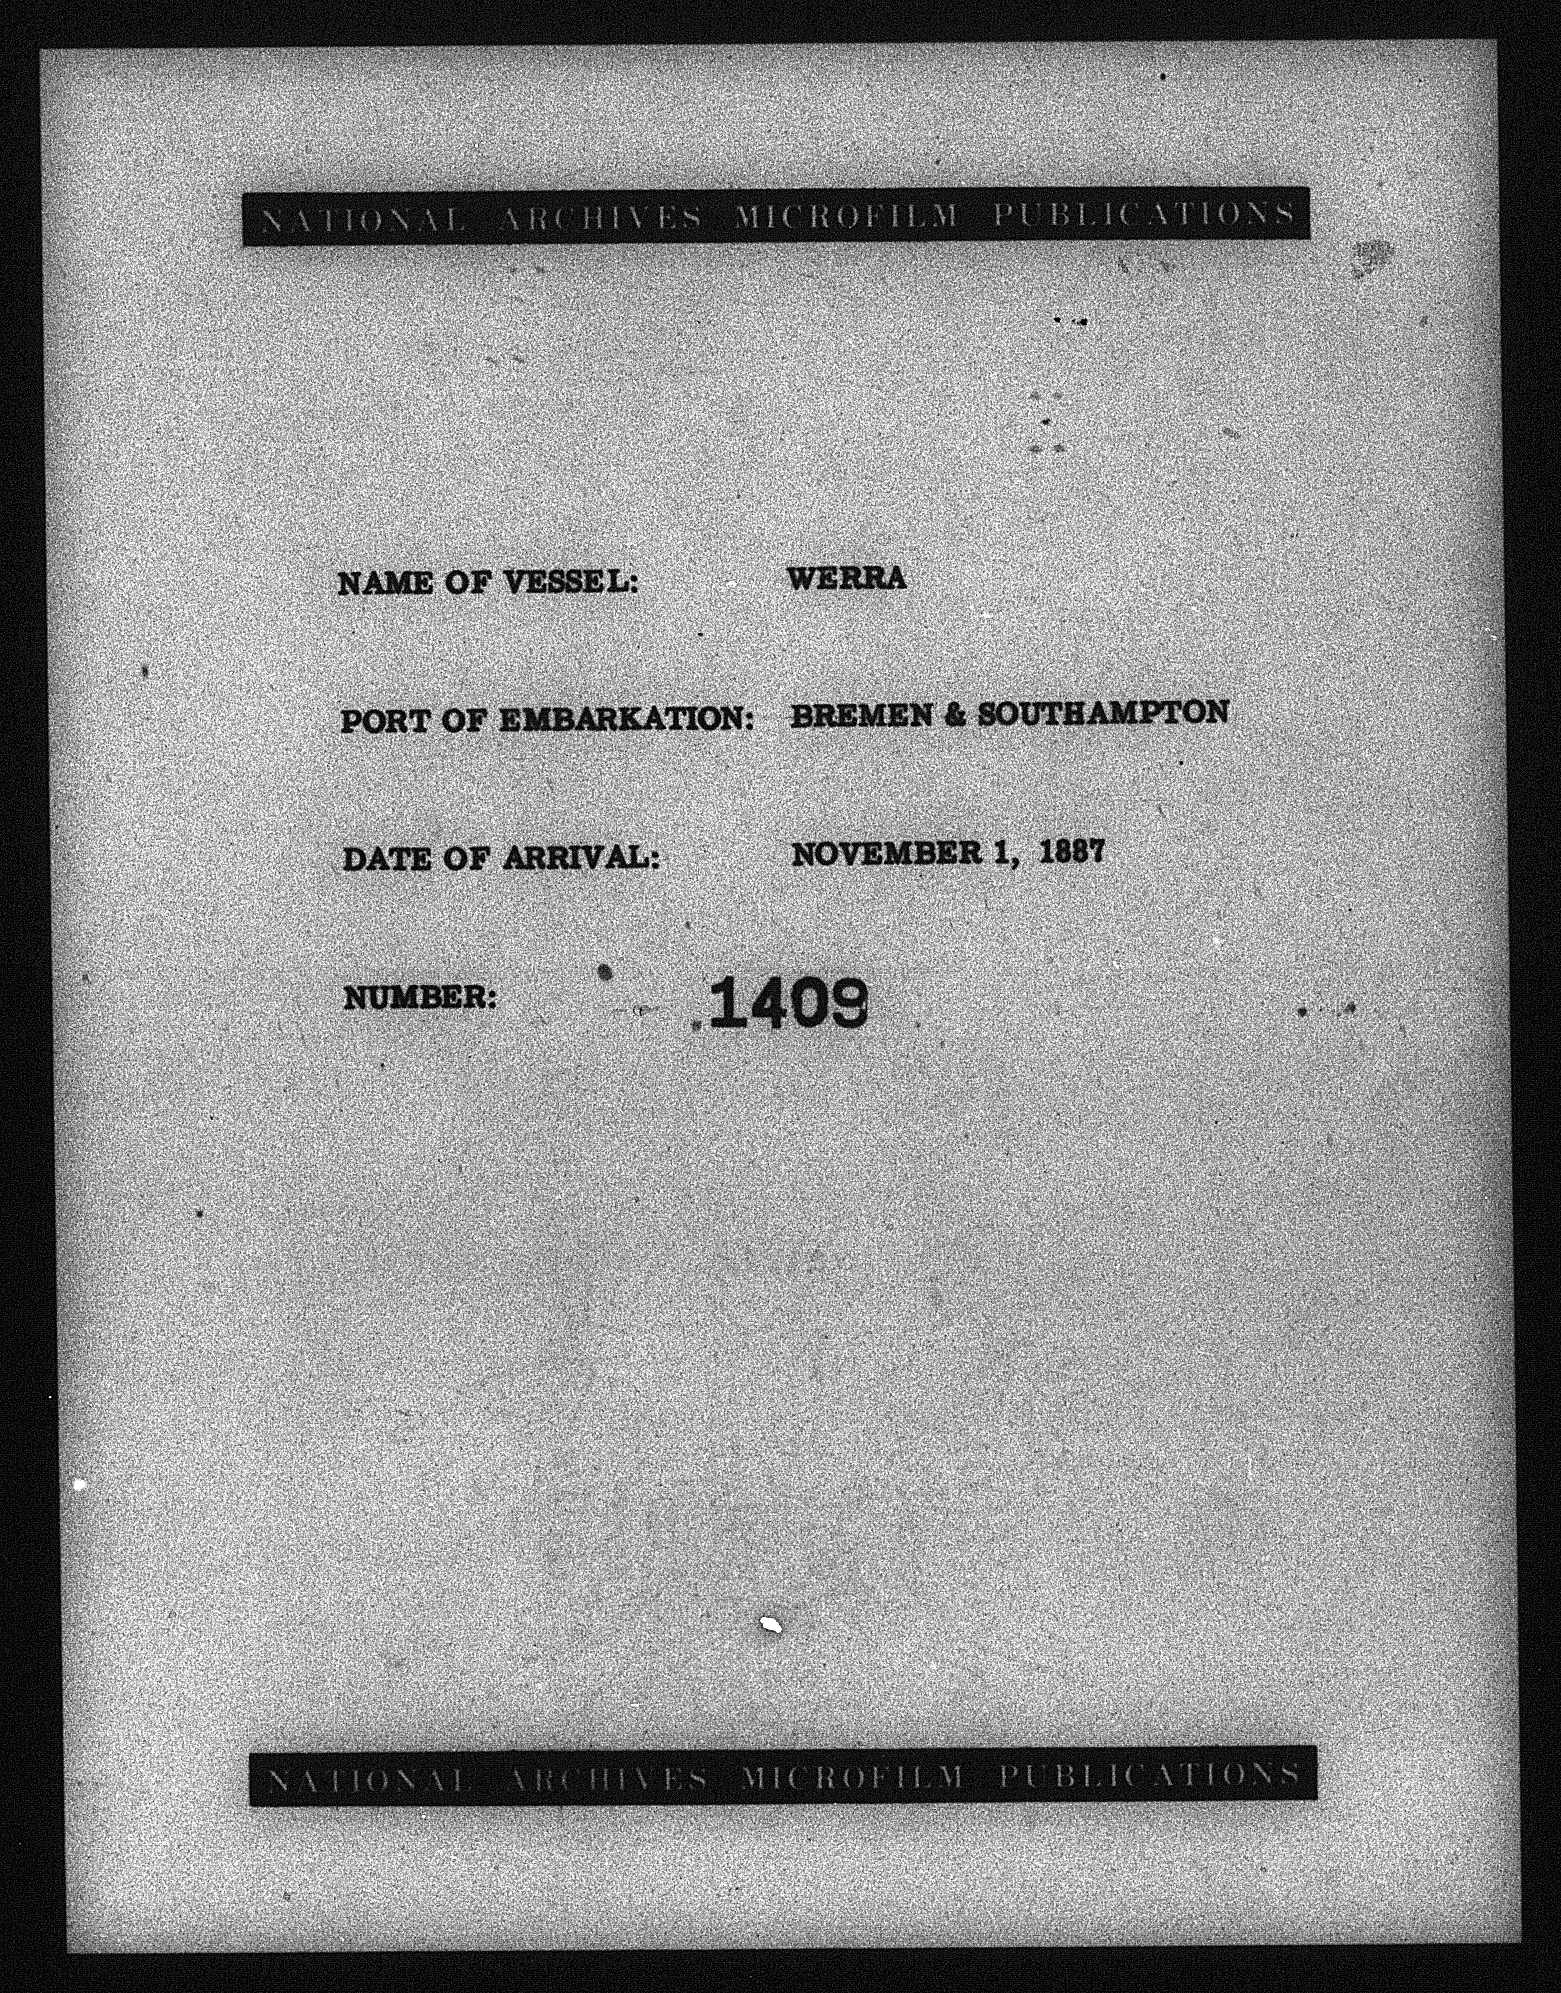 NATIONAL ARCHIVES MICROFILM PUBLICATIONS
NAME OF VESSEL: WERRA
PORT OF EMBARKATION: BREMEN & SOUTHAMPTON
DATE OF ARRIVAL: NOVEMBER 1, 1887
NUMBER: 1409
NATIONAL ARCHIVES MICROFILM PUBLICATIONS